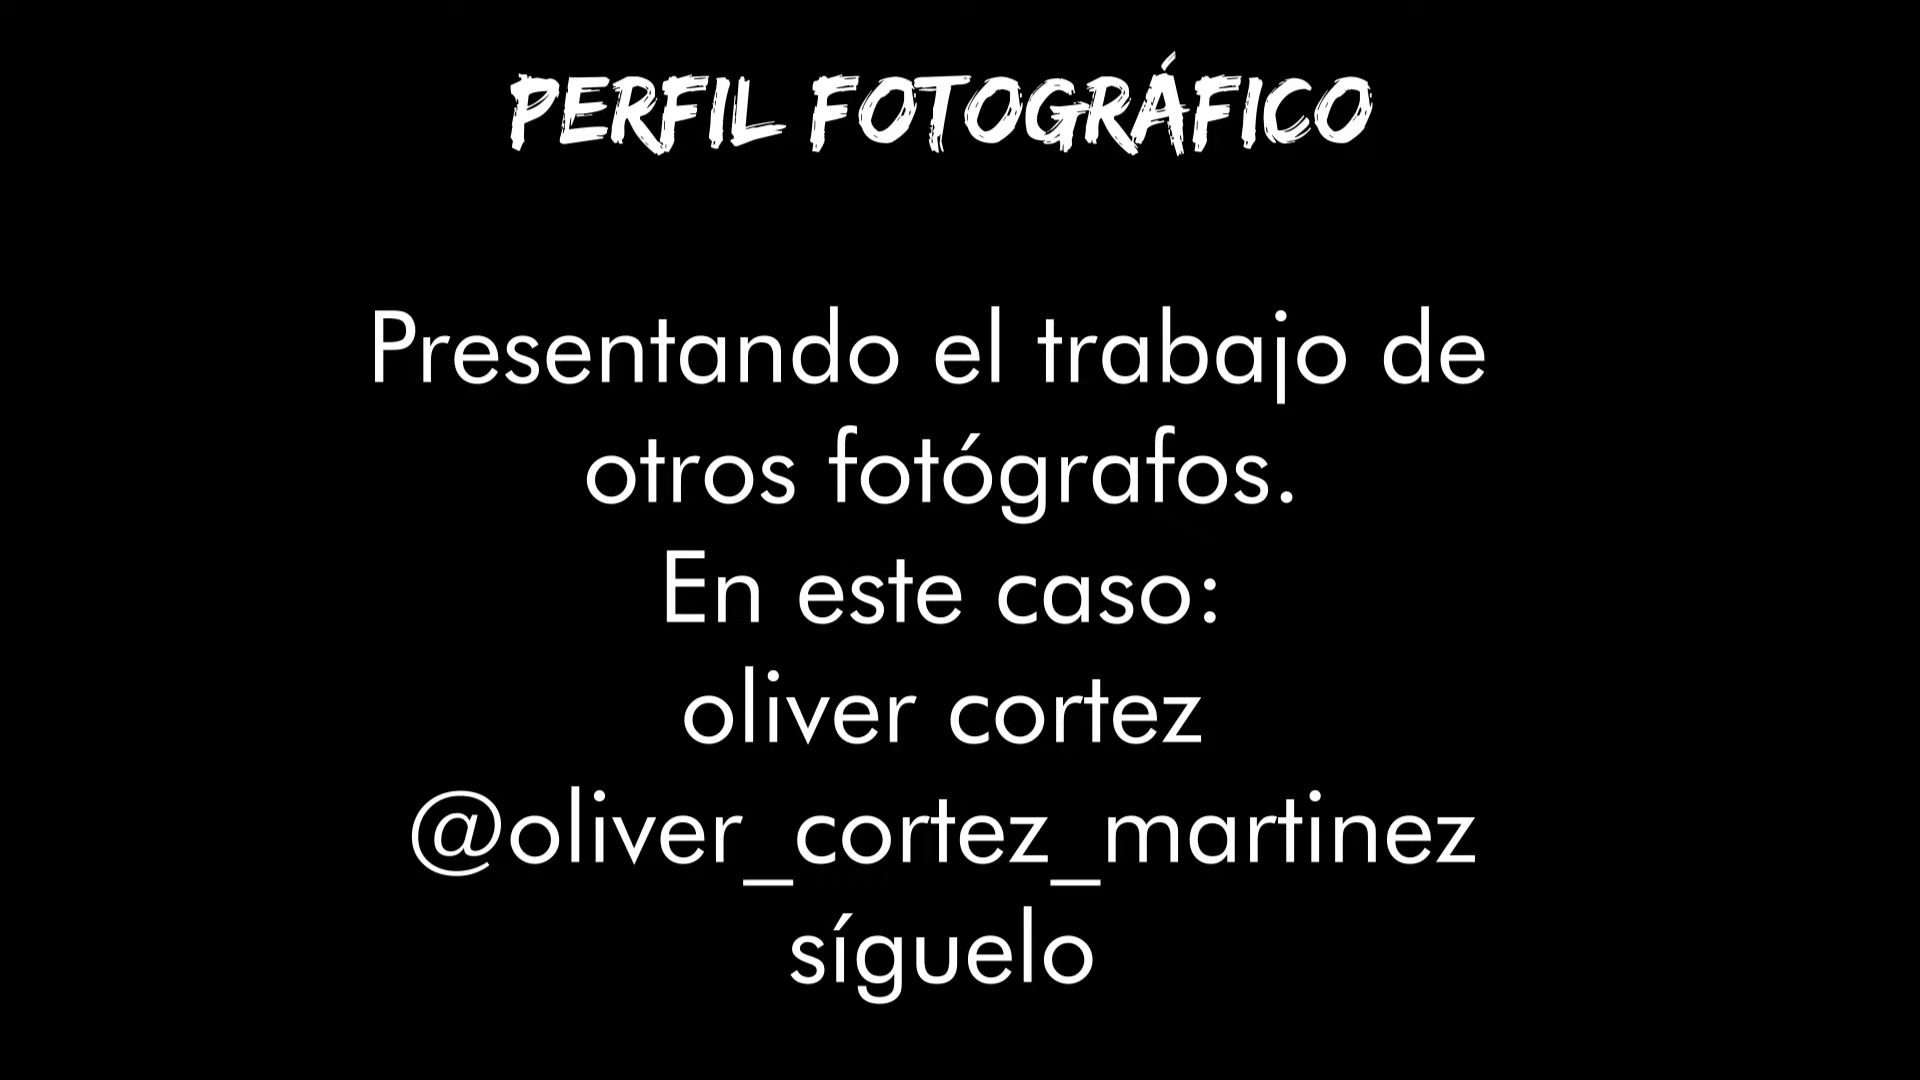 PERFIL FOTOGRÁFICO
Presentando el trabajo de
otros fotógrafos.
En este caso:
oliver cortez
@oliver_cortez_martinez
síguelo